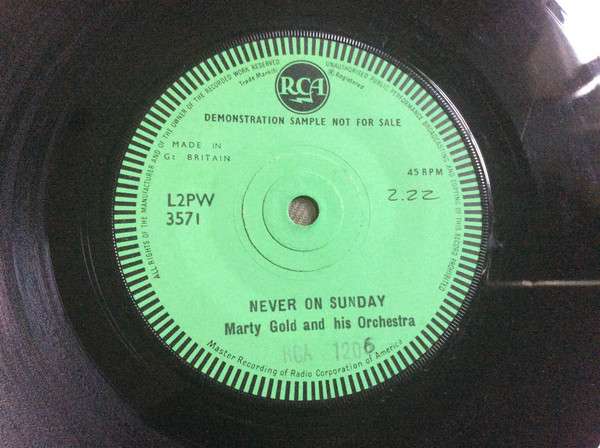 ALL RIGHTS OF THE MANUFACTURER AND OF THE OWNER OF THE RECORDED WORK RESERVED
UNAUTHORISED PUBLIC PERFORMANCE BROADCASTING AND COPYING OF THIS RECORD PROHIBITED
Trade Mark(s)
® Registered
RCA
DEMONSTRATION SAMPLE NOT FOR SALE
MADE IN
Gt BRITAIN
45 RPM
L2PW
3571
2.22
NEVER ON SUNDAY
Marty Gold and his Orchestra
RCA 1206
Master Recording of Radio Corporation of America